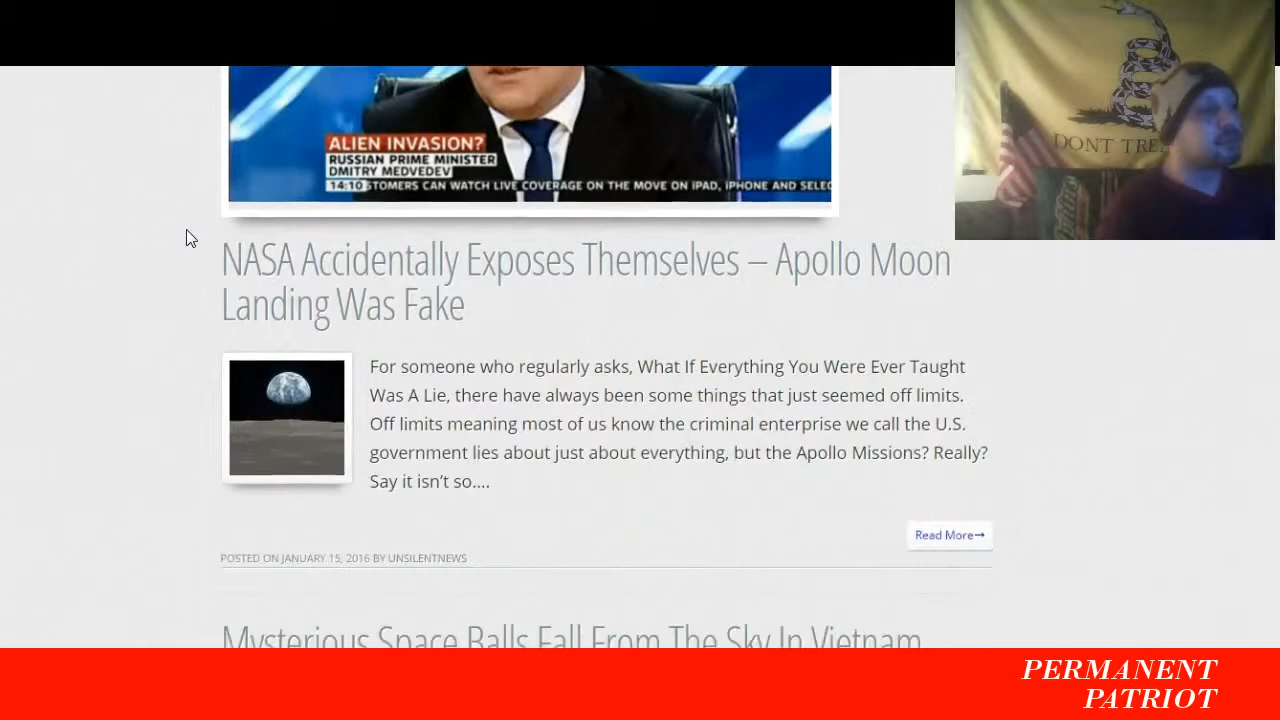 DONT TRE
ALIEN INVASION?
RUSSIAN PRIME MINISTER
DMITRY MEDVEDEV
14:10 STOMERS CAN WATCH LIVE COVERAGE ON THE MOVE ON IPAD, IPHONE AND SELEC
NASA Accidentally Exposes Themselves – Apollo Moon
Landing Was Fake
For someone who regularly asks, What If Everything You Were Ever Taught
Was A Lie, there have always been some things that just seemed off limits.
Off limits meaning most of us know the criminal enterprise we call the U.S.
government lies about just about everything, but the Apollo Missions? Really?
Say it isn't so....
Read More→
POSTED ON JANUARY 15, 2016 BY UNSILENTNEWS
Mysterious Space Balls Fall From The Sky In Vietnam
PERMANENT
PATRIOT